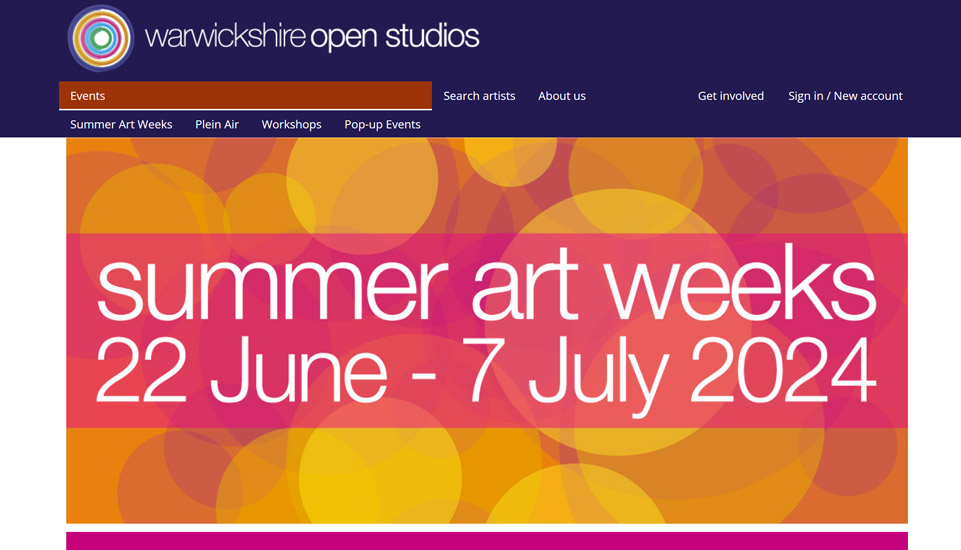 warwickshire open studios
Events Search artists About us Get involved Sign in / New account
Summer Art Weeks Plein Air Workshops Pop-up Events
summer art weeks
22 June - 7 July 2024